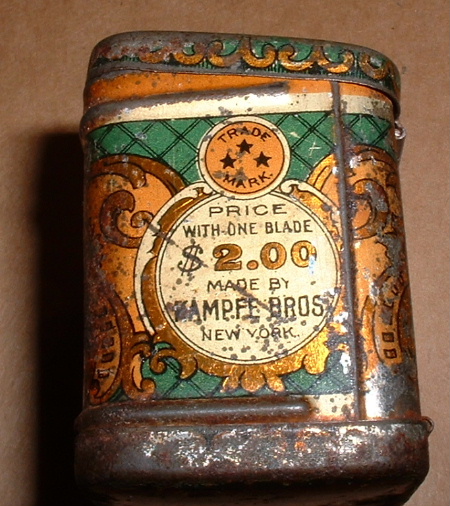 TRADE
MARK.
PRICE
WITH ONE BLADE
$ 2.00
MADE BY
KAMPFE BROS
NEW YORK.